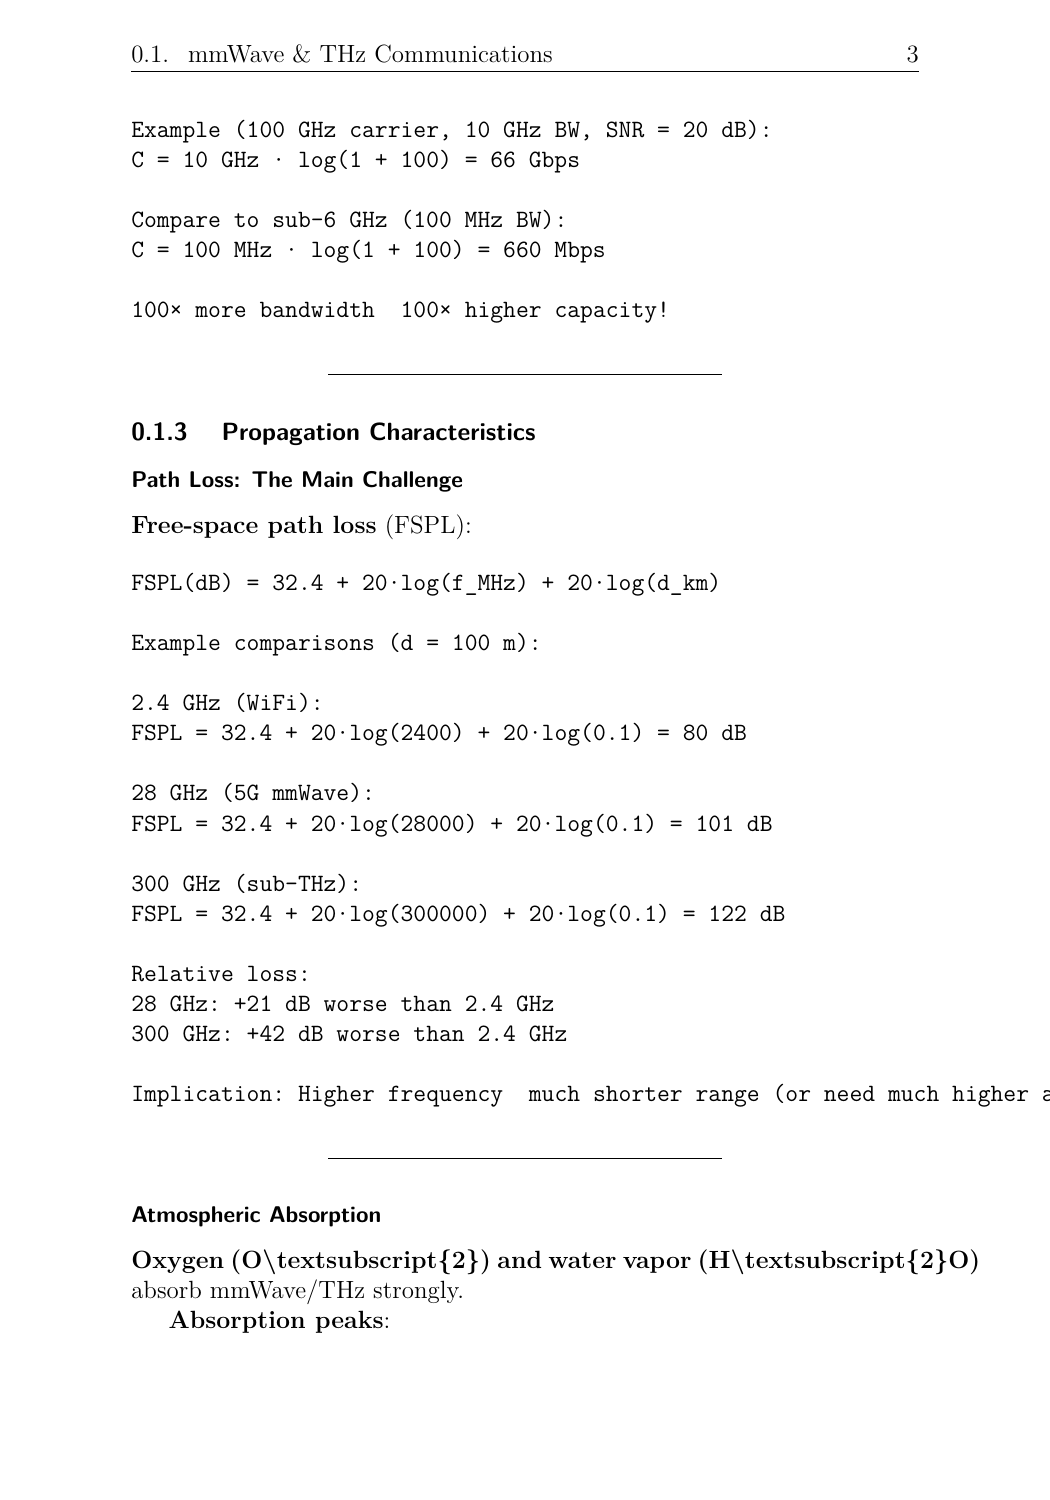 0.1. mmWave & THz Communications 3
Example (100 GHz carrier, 10 GHz BW, SNR = 20 dB):
C = 10 GHz · log(1 + 100) = 66 Gbps
Compare to sub-6 GHz (100 MHz BW):
C = 100 MHz · log(1 + 100) = 660 Mbps
100× more bandwidth  100× higher capacity!
0.1.3 Propagation Characteristics
Path Loss: The Main Challenge
Free-space path loss (FSPL):
FSPL(dB) = 32.4 + 20·log(f_MHz) + 20·log(d_km)
Example comparisons (d = 100 m):
2.4 GHz (WiFi):
FSPL = 32.4 + 20·log(2400) + 20·log(0.1) = 80 dB
28 GHz (5G mmWave):
FSPL = 32.4 + 20·log(28000) + 20·log(0.1) = 101 dB
300 GHz (sub-THz):
FSPL = 32.4 + 20·log(300000) + 20·log(0.1) = 122 dB
Relative loss:
28 GHz: +21 dB worse than 2.4 GHz
300 GHz: +42 dB worse than 2.4 GHz
Implication: Higher frequency  much shorter range (or need much higher a
Atmospheric Absorption
Oxygen (O\textsubscript{2}) and water vapor (H\textsubscript{2}O)
absorb mmWave/THz strongly.
Absorption peaks: